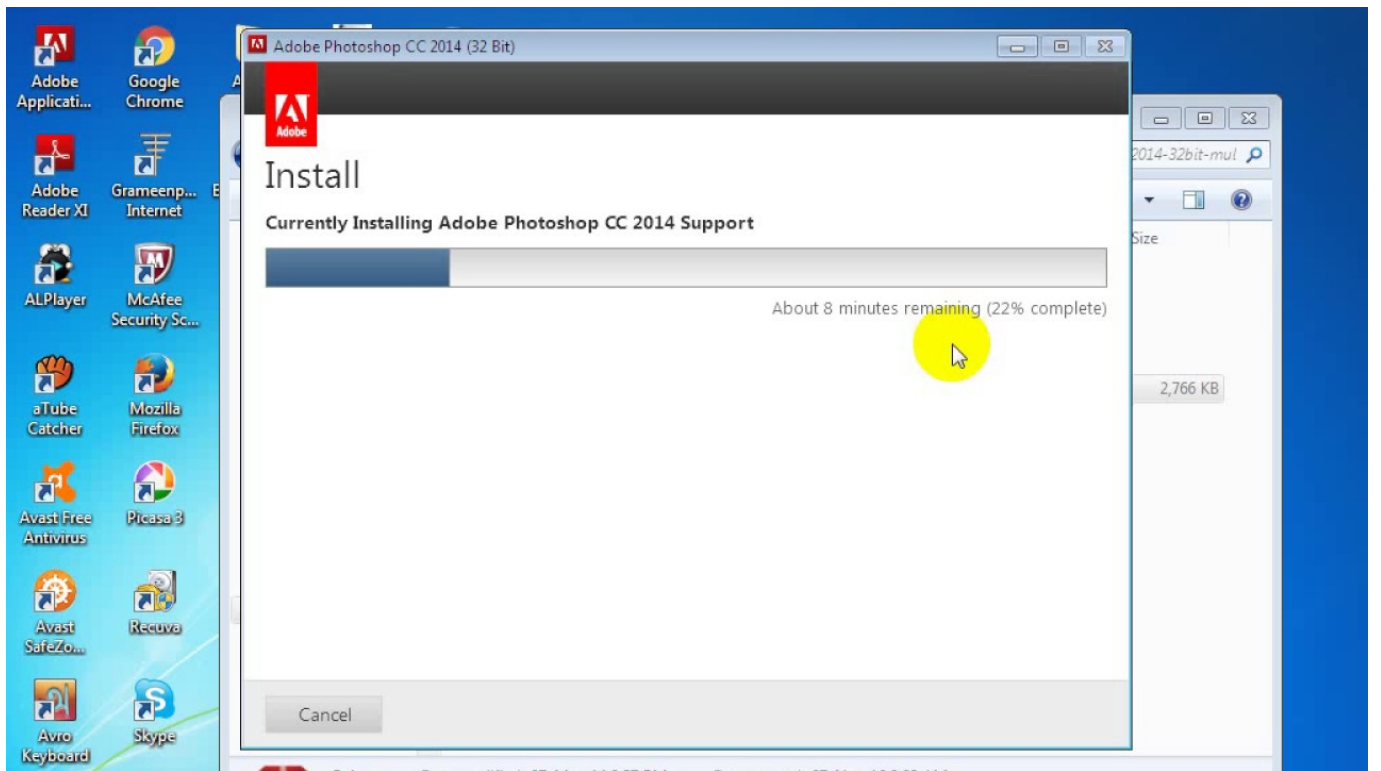 Adobe Photoshop CC 2014 (32 Bit)
Adobe
Install
Currently Installing Adobe Photoshop CC 2014 Support
About 8 minutes remaining (22% complete)
Cancel
2014-32bit-mul
Size
2,766 KB
Adobe
Applicati...
Google
Chrome
Adobe
Reader XI
Grameenp...
Internet
ALPlayer
McAfee
Security Sc...
aTube
Catcher
Mozilla
Firefox
Avast Free
Antivirus
Picasa 3
Avast
SafeZo...
Recuva
Avro
Keyboard
Skype